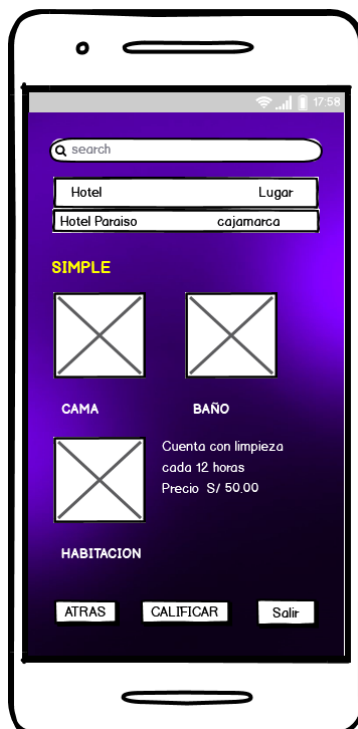 17:58
search
Hotel Lugar
Hotel Paraiso cajamarca
SIMPLE
CAMA BAÑO
Cuenta con limpieza
cada 12 horas
Precio S/ 50.00
HABITACION
ATRAS CALIFICAR Salir